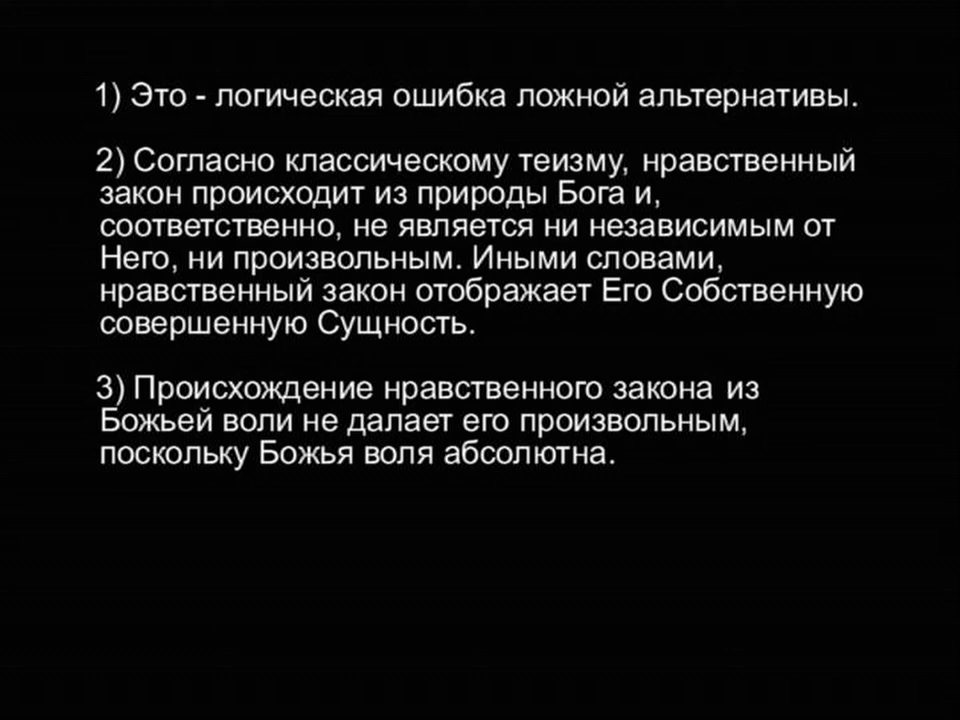 1) Это - логическая ошибка ложной альтернативы.
2) Согласно классическому теизму, нравственный
закон происходит из природы Бога и,
соответственно, не является ни независимым от
Него, ни произвольным. Иными словами,
нравственный закон отображает Его Собственную
совершенную Сущность.
3) Происхождение нравственного закона из
Божьей воли не далает его произвольным,
поскольку Божья воля абсолютна.